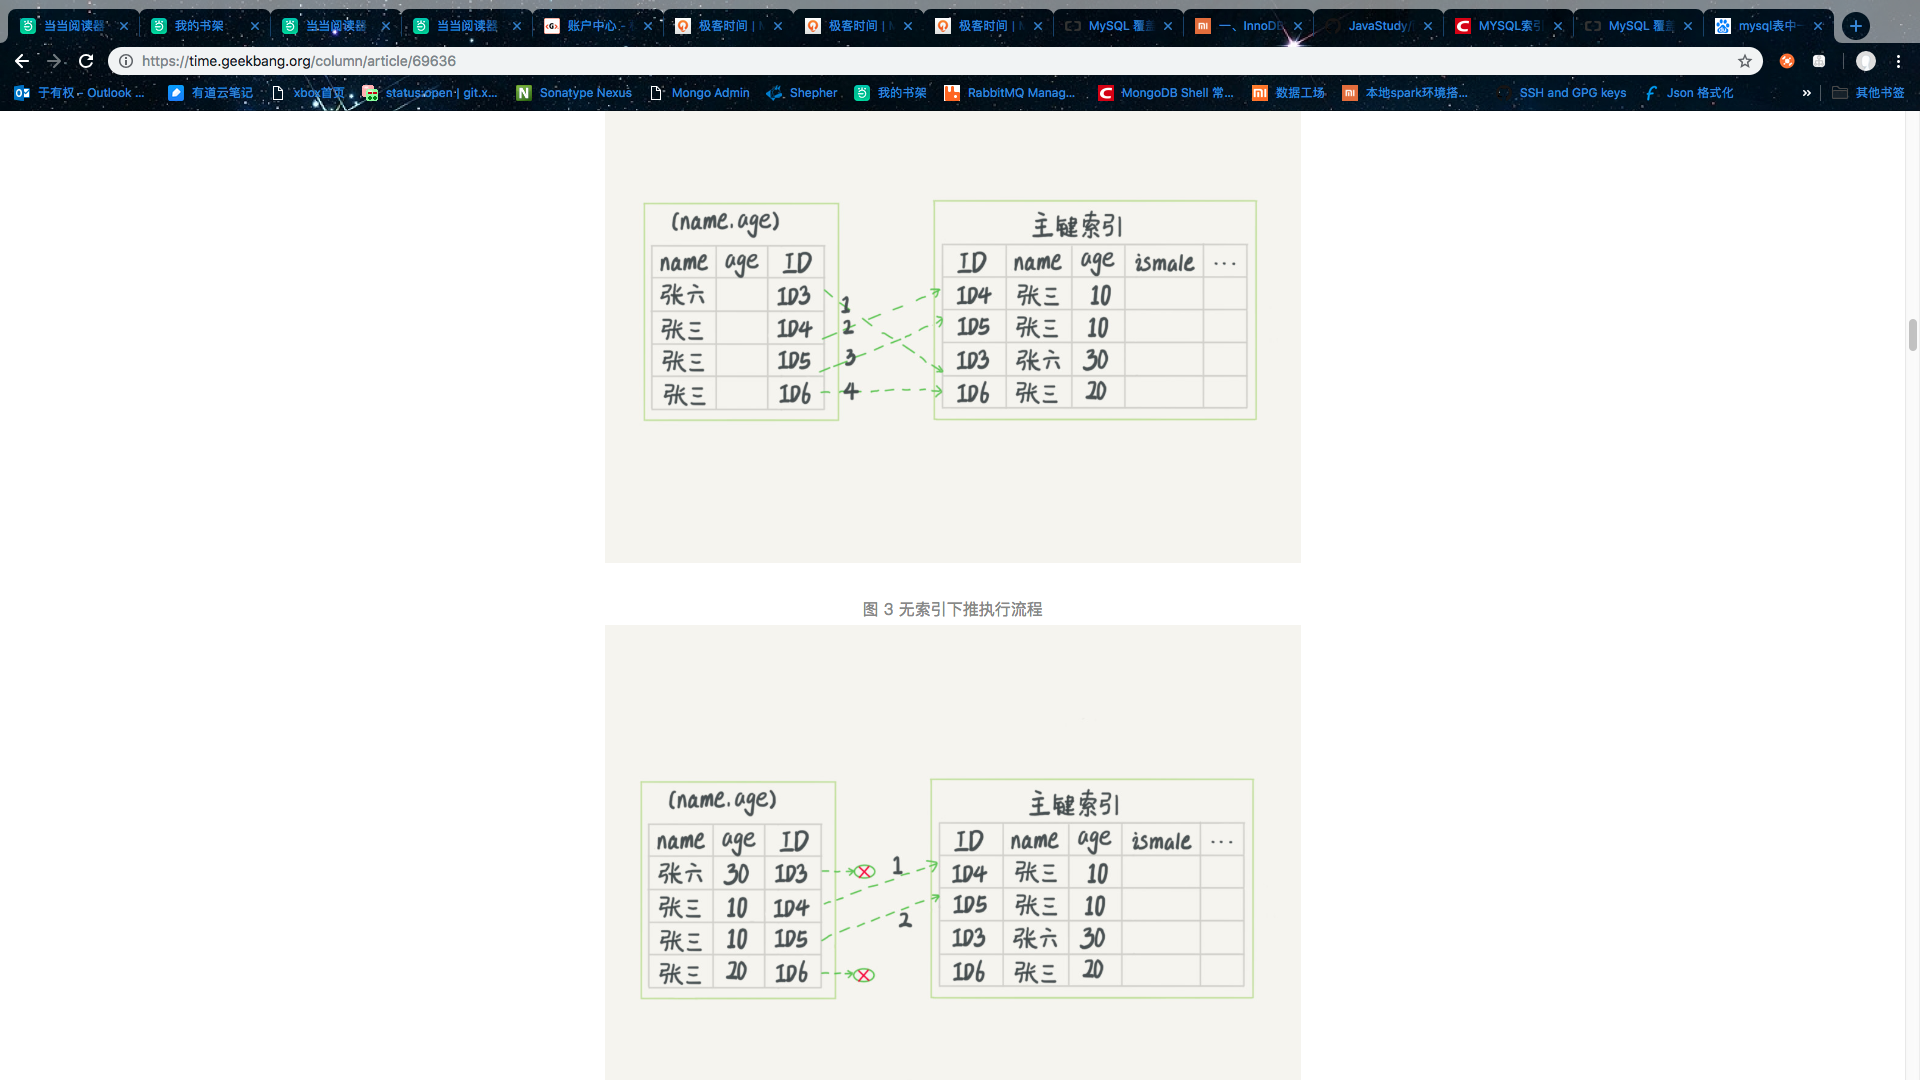 当当阅读器
我的书架
当当阅读器
当当阅读器
账户中心 -
极客时间 |
极客时间 |
极客时间 |
MySQL 覆
一、InnoDB
JavaStudy/
MYSQL索引
MySQL 覆
mysql表中一
https://time.geekbang.org/column/article/69636
于有权 - Outlook ...
有道云笔记
xbox首页
status:open | git.x...
Sonatype Nexus
Mongo Admin
Shepher
我的书架
RabbitMQ Manag...
MongoDB Shell 常...
数据工场
本地spark环境搭...
SSH and GPG keys
Json 格式化
»
其他书签
(name.age)
name age ID
张六 ID3
张三 ID4
张三 ID5
张三 ID6
1
2
3
4
主键索引
ID name age ismale ...
ID4 张三 10
ID5 张三 10
ID3 张六 30
ID6 张三 20
图 3 无索引下推执行流程
(name.age)
name age ID
张六 30 ID3
张三 10 ID4
张三 10 ID5
张三 20 ID6
1
2
主键索引
ID name age ismale ...
ID4 张三 10
ID5 张三 10
ID3 张六 30
ID6 张三 20